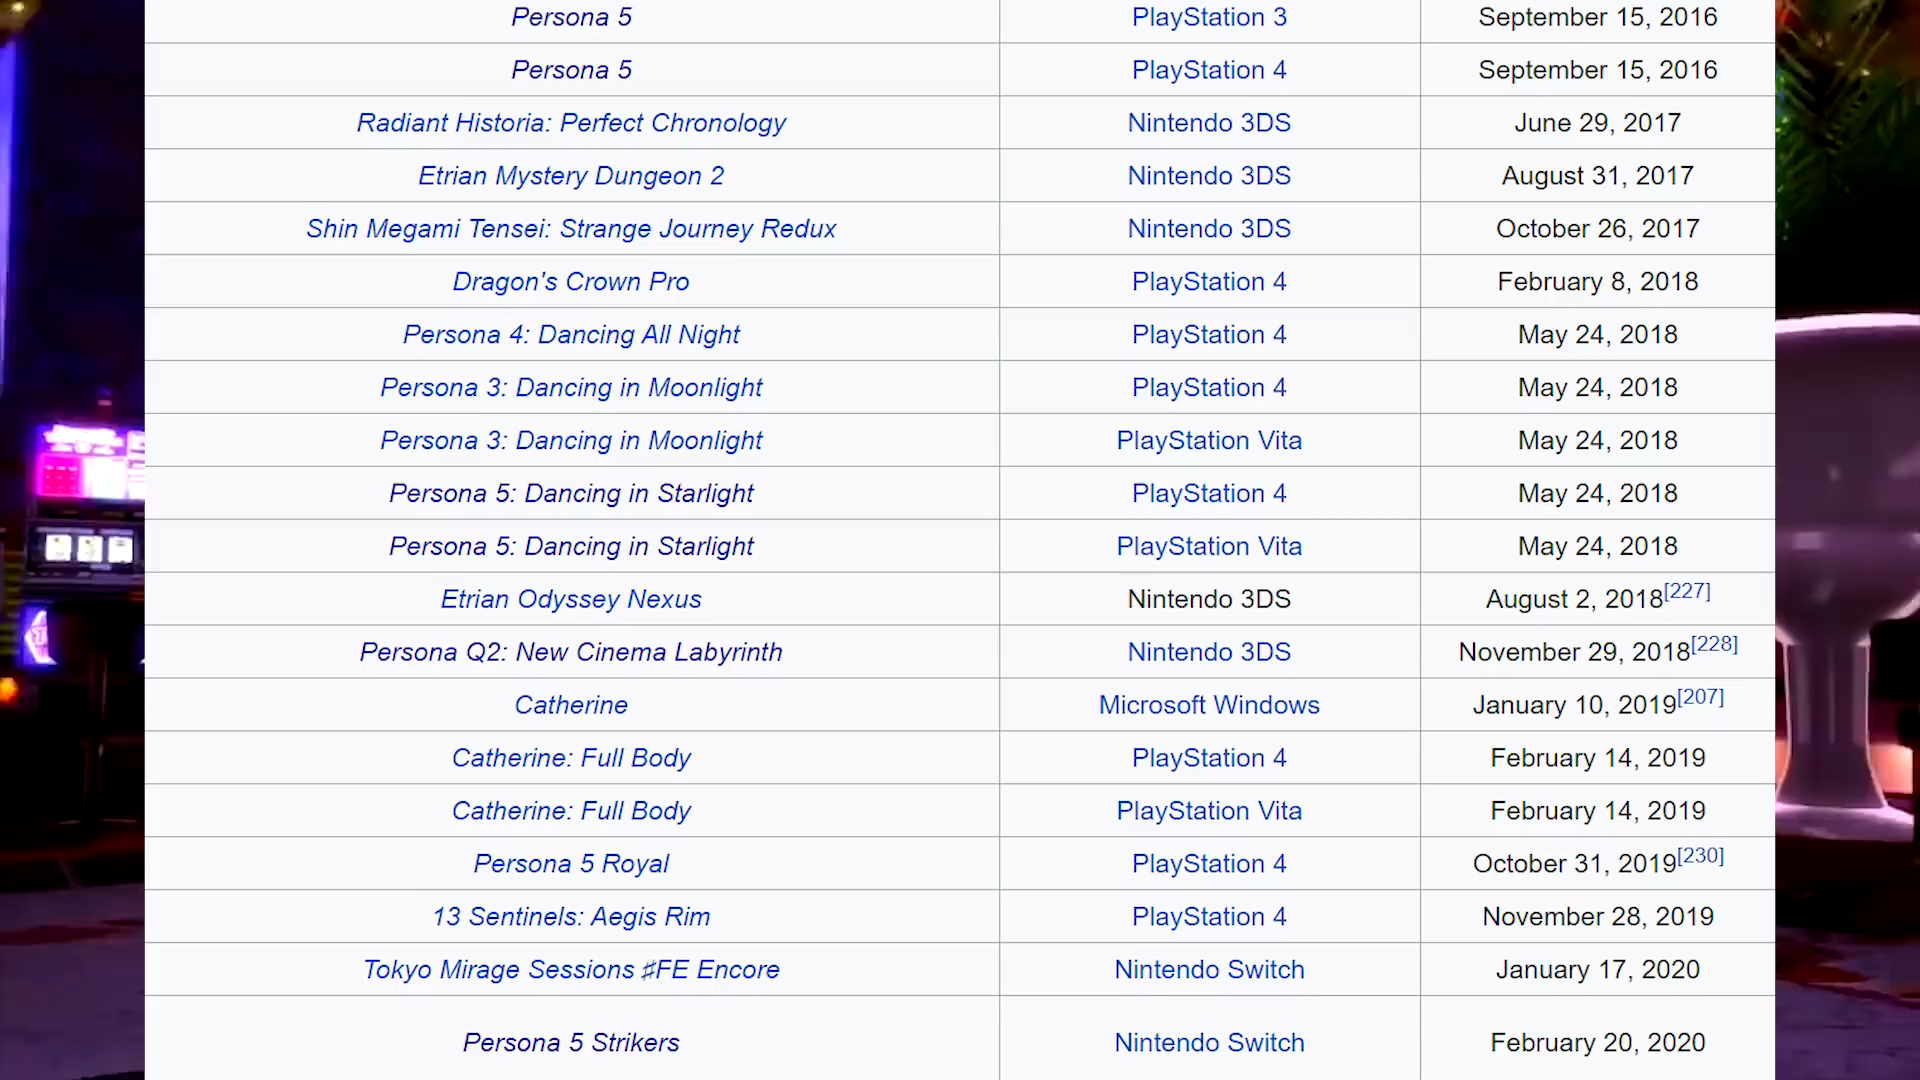 Persona 5 PlayStation 3 September 15, 2016
Persona 5 PlayStation 4 September 15, 2016
Radiant Historia: Perfect Chronology Nintendo 3DS June 29, 2017
Etrian Mystery Dungeon 2 Nintendo 3DS August 31, 2017
Shin Megami Tensei: Strange Journey Redux Nintendo 3DS October 26, 2017
Dragon's Crown Pro PlayStation 4 February 8, 2018
Persona 4: Dancing All Night PlayStation 4 May 24, 2018
Persona 3: Dancing in Moonlight PlayStation 4 May 24, 2018
Persona 3: Dancing in Moonlight PlayStation Vita May 24, 2018
Persona 5: Dancing in Starlight PlayStation 4 May 24, 2018
Persona 5: Dancing in Starlight PlayStation Vita May 24, 2018
Etrian Odyssey Nexus Nintendo 3DS August 2, 2018[227]
Persona Q2: New Cinema Labyrinth Nintendo 3DS November 29, 2018[228]
Catherine Microsoft Windows January 10, 2019[207]
Catherine: Full Body PlayStation 4 February 14, 2019
Catherine: Full Body PlayStation Vita February 14, 2019
Persona 5 Royal PlayStation 4 October 31, 2019[230]
13 Sentinels: Aegis Rim PlayStation 4 November 28, 2019
Tokyo Mirage Sessions ♯FE Encore Nintendo Switch January 17, 2020
Persona 5 Strikers Nintendo Switch February 20, 2020